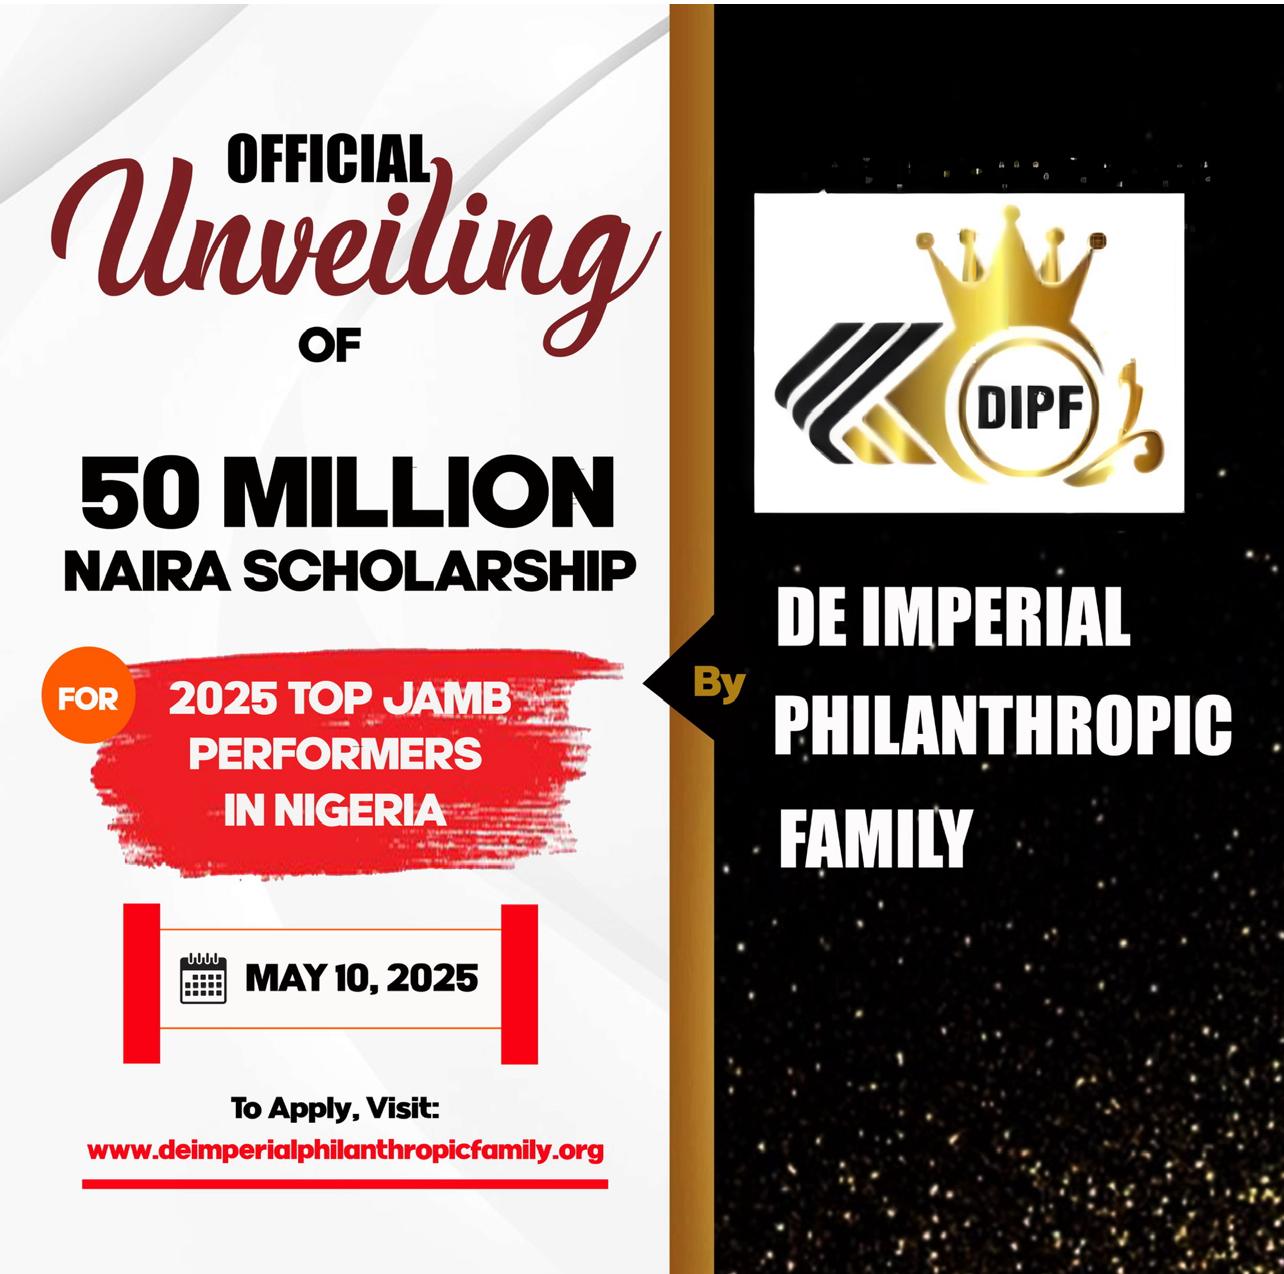 OFFICIAL
Unveiling
OF
50 MILLION
NAIRA SCHOLARSHIP
FOR
2025 TOP JAMB
PERFORMERS
IN NIGERIA
MAY 10, 2025
To Apply, Visit:
www.deimperialphilanthropicfamily.org
By
DIPF
DE IMPERIAL
PHILANTHROPIC
FAMILY